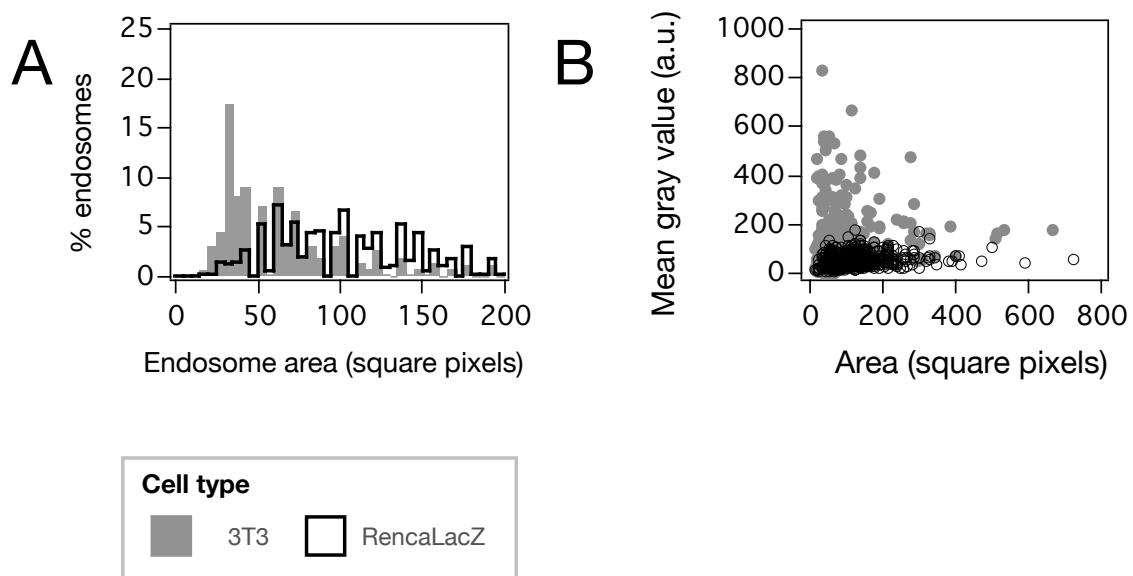 A
% endosomes
25
20
15
10
5
0
0 50 100 150 200
Endosome area (square pixels)
B
Mean gray value (a.u.)
1000
800
600
400
200
0
0 200 400 600 800
Area (square pixels)
Cell type
3T3 RencaLacZ